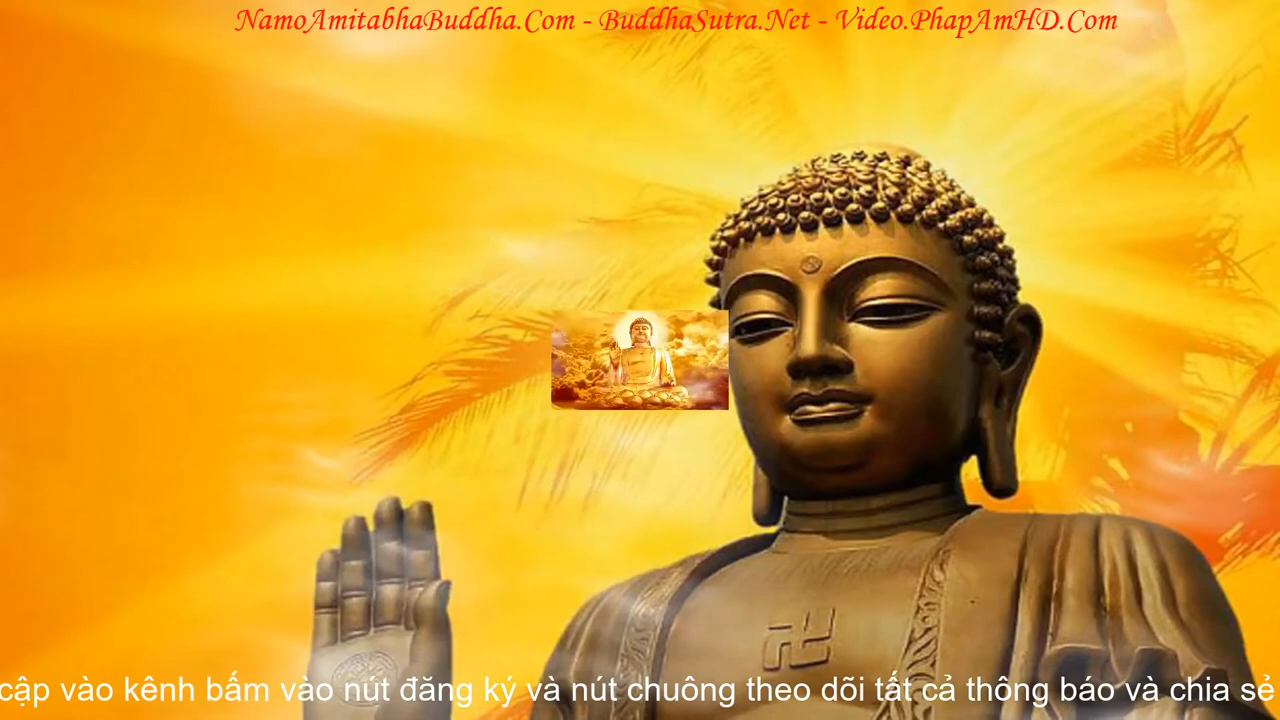 NamoAmitabhaBuddha.Com - BuddhaSutra.Net - Video.PhapAmHD.Com
cập vào kênh bấm vào nút đăng ký và nút chuông theo dõi tất cả thông báo và chia sẻ